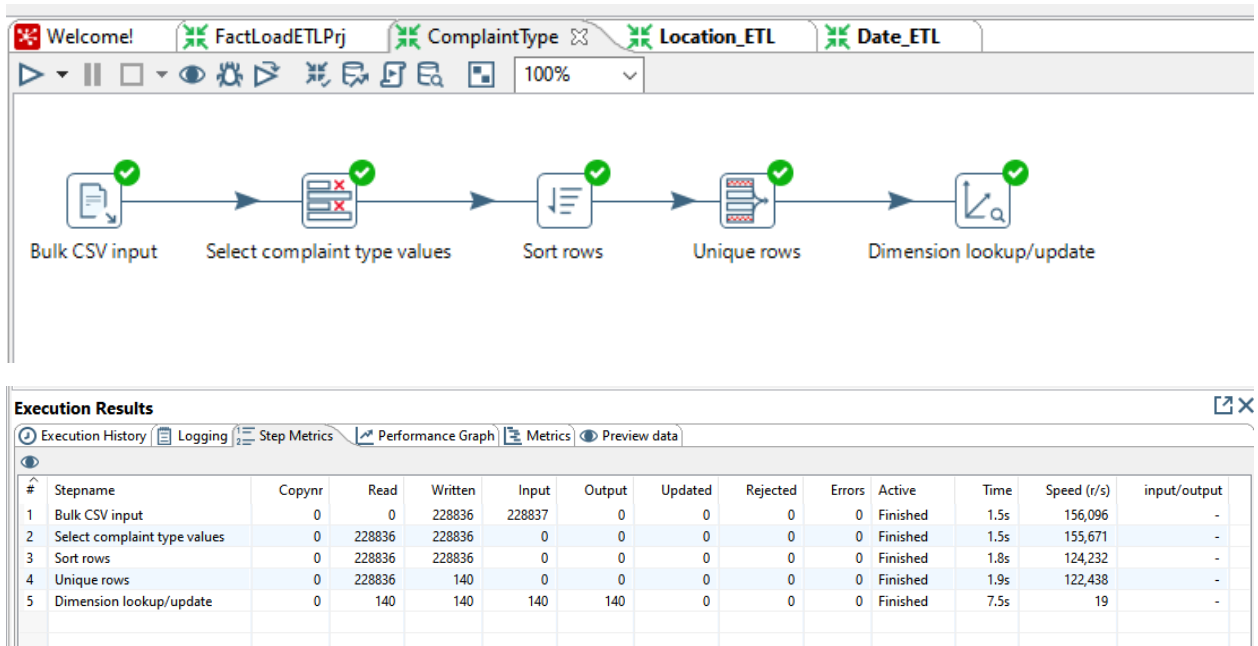 Welcome! FactLoadETLPrj ComplaintType Location_ETL Date_ETL
100%
Bulk CSV input Select complaint type values Sort rows Unique rows Dimension lookup/update
Execution Results
Execution History Logging Step Metrics Performance Graph Metrics Preview data
# Stepname Copynr Read Written Input Output Updated Rejected Errors Active Time Speed (r/s) input/output
1 Bulk CSV input 0 0 228836 228837 0 0 0 0 Finished 1.5s 156,096 -
2 Select complaint type values 0 228836 228836 0 0 0 0 0 Finished 1.5s 155,671 -
3 Sort rows 0 228836 228836 0 0 0 0 0 Finished 1.8s 124,232 -
4 Unique rows 0 228836 140 0 0 0 0 0 Finished 1.9s 122,438 -
5 Dimension lookup/update 0 140 140 140 140 0 0 0 Finished 7.5s 19 -